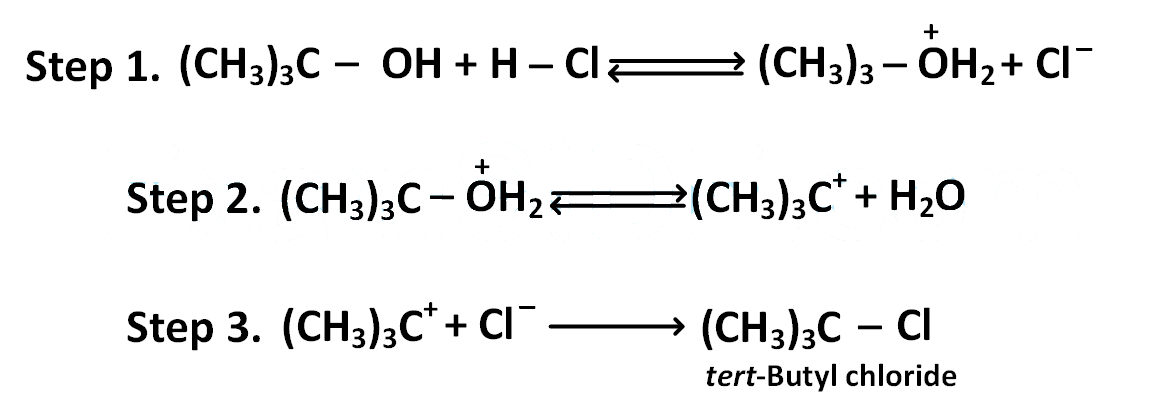 Step 1. (CH₃)₃C – OH + H – Cl ⇌ (CH₃)₃ – O⁺H₂ + Cl⁻
Step 2. (CH₃)₃C – O⁺H₂ ⇌ (CH₃)₃C⁺ + H₂O
Step 3. (CH₃)₃C⁺ + Cl⁻ ⟶ (CH₃)₃C – Cl
tert-Butyl chloride